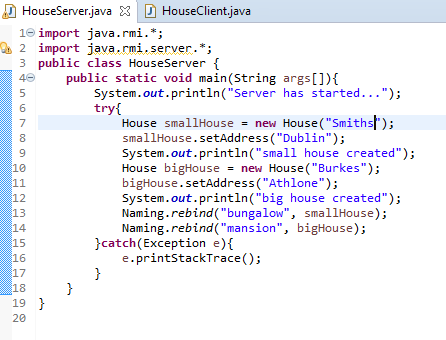 HouseServer.java HouseClient.java
1 import java.rmi.*;
2 import java.rmi.server.*;
3 public class HouseServer {
4 public static void main(String args[]){
5 System.out.println("Server has started...");
6 try{
7 House smallHouse = new House("Smiths");
8 smallHouse.setAddress("Dublin");
9 System.out.println("small house created");
10 House bigHouse = new House("Burkes");
11 bigHouse.setAddress("Athlone");
12 System.out.println("big house created");
13 Naming.rebind("bungalow", smallHouse);
14 Naming.rebind("mansion", bigHouse);
15 }catch(Exception e){
16 e.printStackTrace();
17 }
18 }
19 }
20